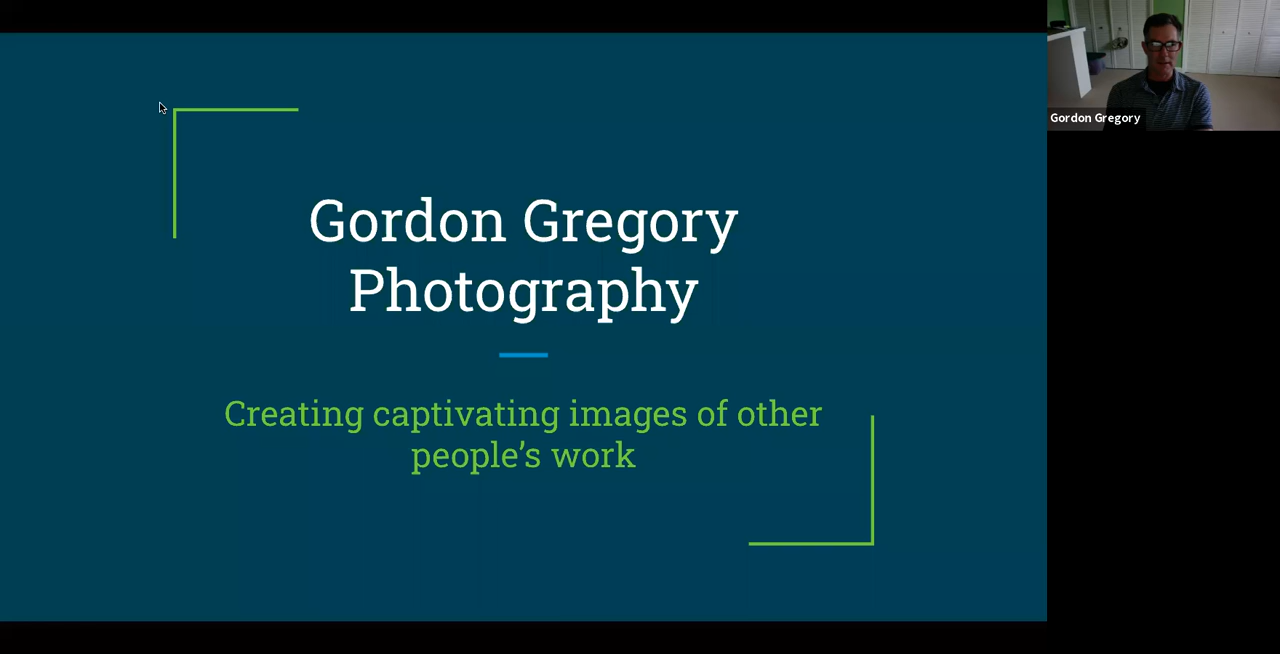 Gordon Gregory
Photography
Creating captivating images of other
people's work
Gordon Gregory